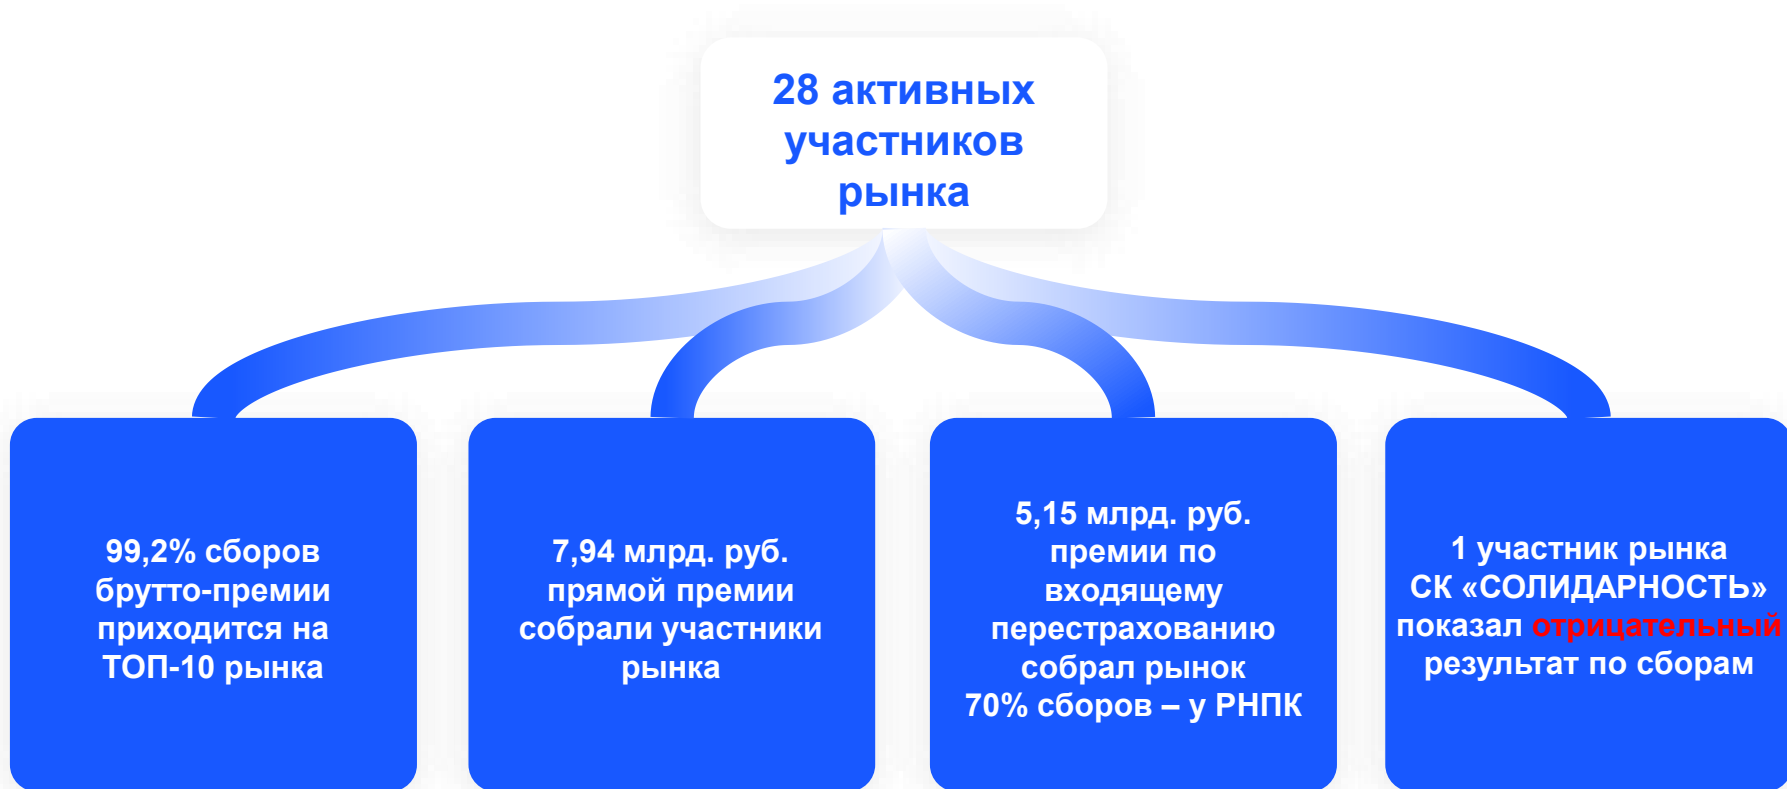 28 активных
участников
рынка
99,2% сборов
брутто-премии
приходится на
ТОП-10 рынка
7,94 млрд. руб.
прямой премии
собрали участники
рынка
5,15 млрд. руб.
премии по
входящему
перестрахованию
собрал рынок
70% сборов – у РНПК
1 участник рынка
СК «СОЛИДАРНОСТЬ»
показал отрицательный
результат по сборам